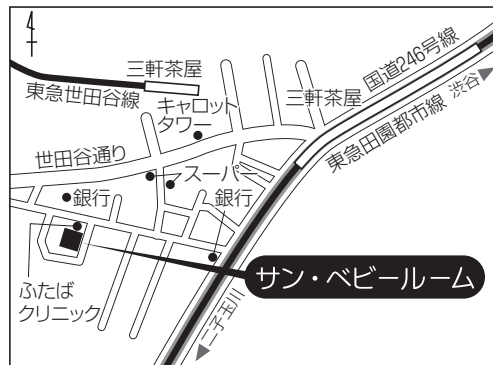 三軒茶屋
東急世田谷線
キャロット
タワー
三軒茶屋
国道246号線
渋谷
東急田園都市線
世田谷通り
スーパー
銀行
銀行
ふたば
クリニック
サン・ベビールーム
二子玉川